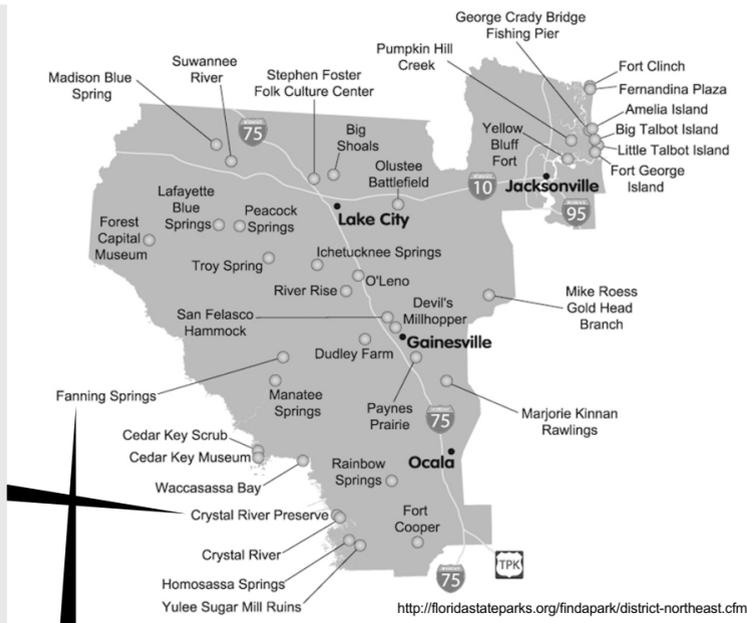 George Crady Bridge
Fishing Pier
Pumpkin Hill
Creek
Fort Clinch
Fernandina Plaza
Amelia Island
Big Talbot Island
Little Talbot Island
Fort George
Island
Yellow
Bluff
Fort
Jacksonville
10
95
Suwannee
River
Madison Blue
Spring
Stephen Foster
Folk Culture Center
75
Big
Shoals
Olustee
Battlefield
Lake City
Lafayette
Blue
Springs
Peacock
Springs
Forest
Capital
Museum
Troy Spring
Ichetucknee Springs
O'Leno
River Rise
Mike Roess
Gold Head
Branch
San Felasco
Hammock
Devil's
Millhopper
Gainesville
Dudley Farm
Fanning Springs
Manatee
Springs
Paynes
Prairie
75
Marjorie Kinnan
Rawlings
Cedar Key Scrub
Cedar Key Museum
Ocala
Waccasassa Bay
Rainbow
Springs
Crystal River Preserve
Fort
Cooper
Crystal River
Homosassa Springs
Yulee Sugar Mill Ruins
75
TPK
http://floridastateparks.org/findapark/district-northeast.cfm